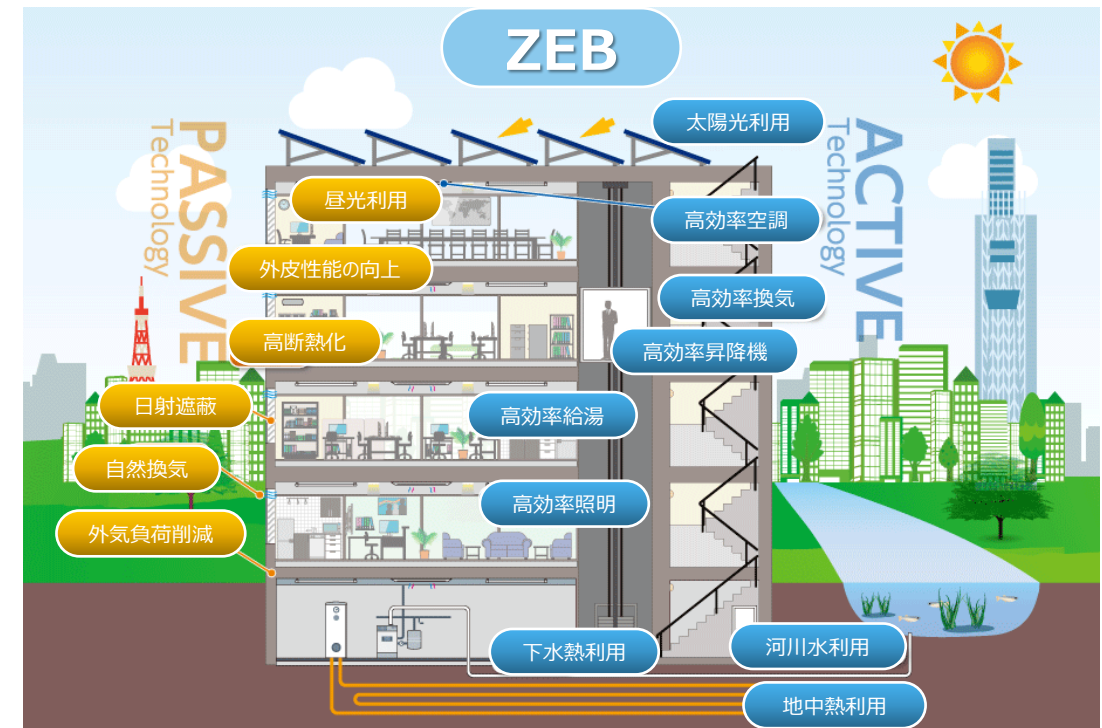 ZEB
PASSIVE
Technology
ACTIVE
Technology
太陽光利用
昼光利用
高効率空調
外皮性能の向上
高効率換気
高断熱化
高効率昇降機
日射遮蔽
高効率給湯
自然換気
高効率照明
外気負荷削減
下水熱利用
河川水利用
地中熱利用